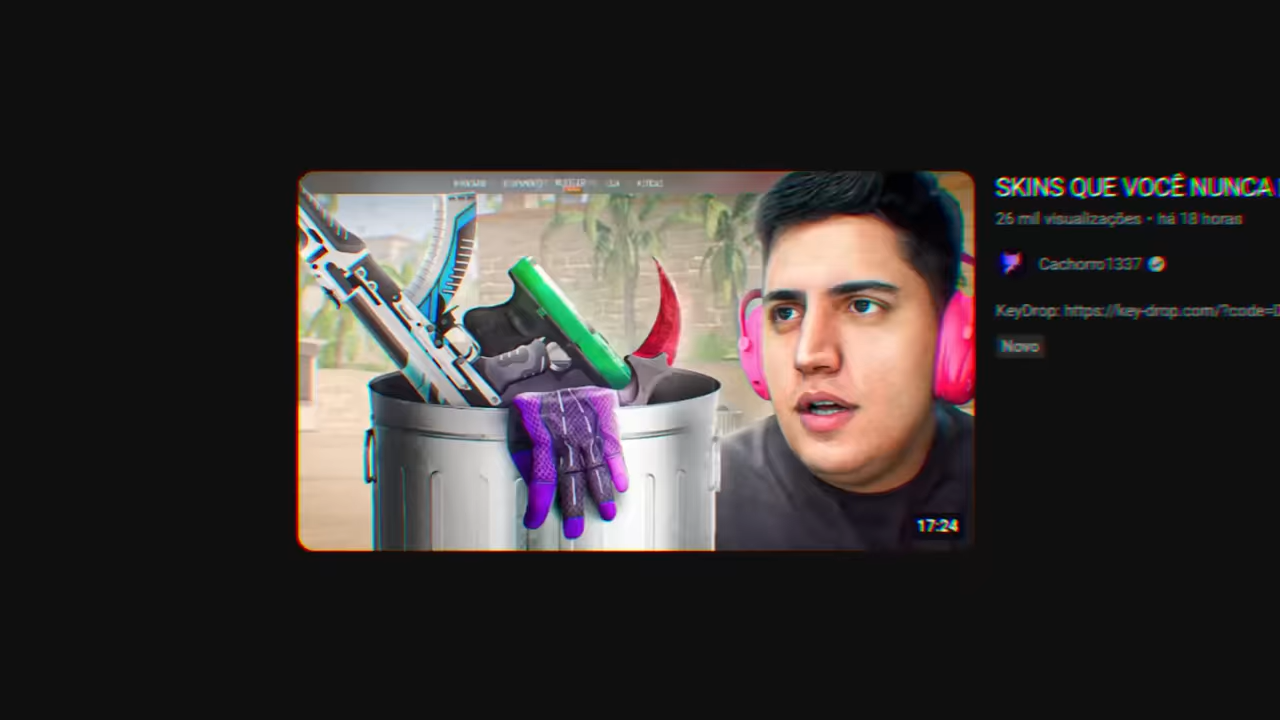 SKINS QUE VOCÊ NUNCA
26 mil visualizações • há 18 horas
Cachorro1337
KeyDrop: https://key-drop.com/?code=
Novo
17:24